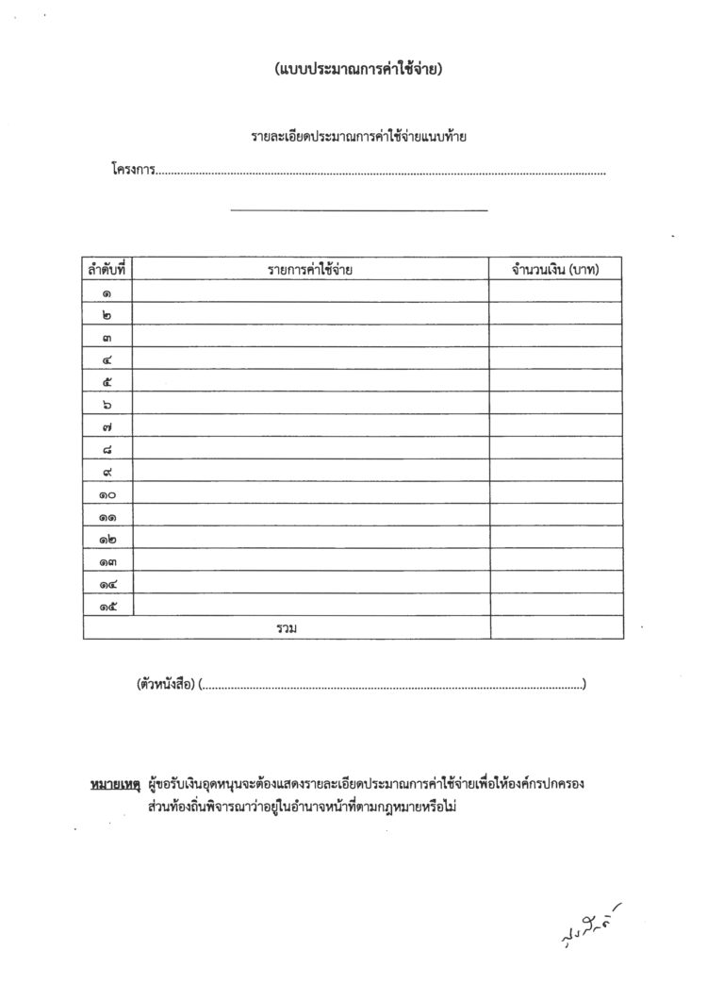 (แบบประมาณการค่าใช้จ่าย)
รายละเอียดประมาณการค่าใช้จ่ายแนบท้าย
โครงการ................................................................................................................................................
ลำดับที่ รายการค่าใช้จ่าย จำนวนเงิน (บาท)
๑
๒
๓
๔
๕
๖
๗
๘
๙
๑๐
๑๑
๑๒
๑๓
๑๔
๑๕
รวม
(ตัวหนังสือ) (.........................................................................................................................)
หมายเหตุ ผู้ขอรับเงินอุดหนุนจะต้องแสดงรายละเอียดประมาณการค่าใช้จ่ายเพื่อให้องค์กรปกครอง
ส่วนท้องถิ่นพิจารณาว่าอยู่ในอำนาจหน้าที่ตามกฎหมายหรือไม่